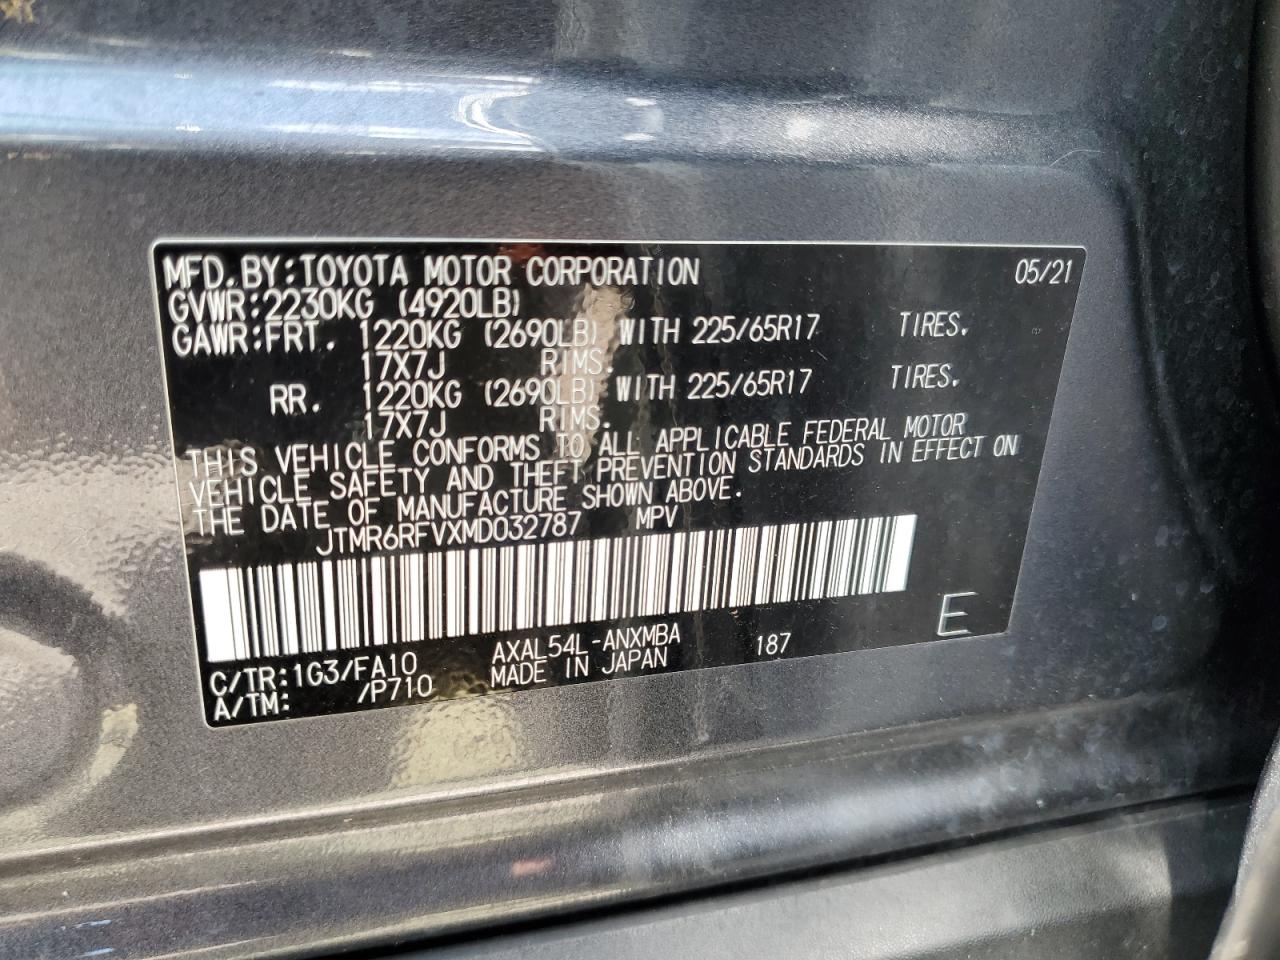 MFD.BY:TOYOTA MOTOR CORPORATION 05/21
GVWR:2230KG (4920LB)
GAWR:FRT. 1220KG (2690LB) WITH 225/65R17 TIRES.
17X7J RIMS.
RR. 1220KG (2690LB) WITH 225/65R17 TIRES.
17X7J RIMS.
THIS VEHICLE CONFORMS TO ALL APPLICABLE FEDERAL MOTOR
VEHICLE SAFETY AND THEFT PREVENTION STANDARDS IN EFFECT ON
THE DATE OF MANUFACTURE SHOWN ABOVE.
JTMR6RFVXMD032787 MPV
E
C/TR:1G3/FA10 AXAL54L-ANXMBA 187
A/TM: /P710 MADE IN JAPAN